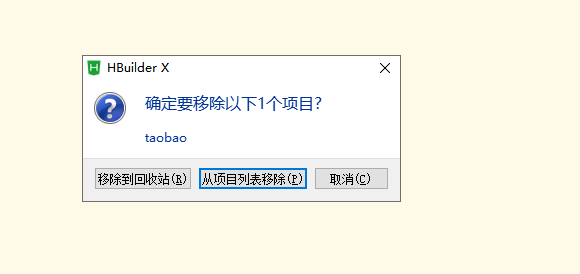 HBuilder X
确定要移除以下1个项目?
taobao
移除到回收站(R)
从项目列表移除(P)
取消(C)